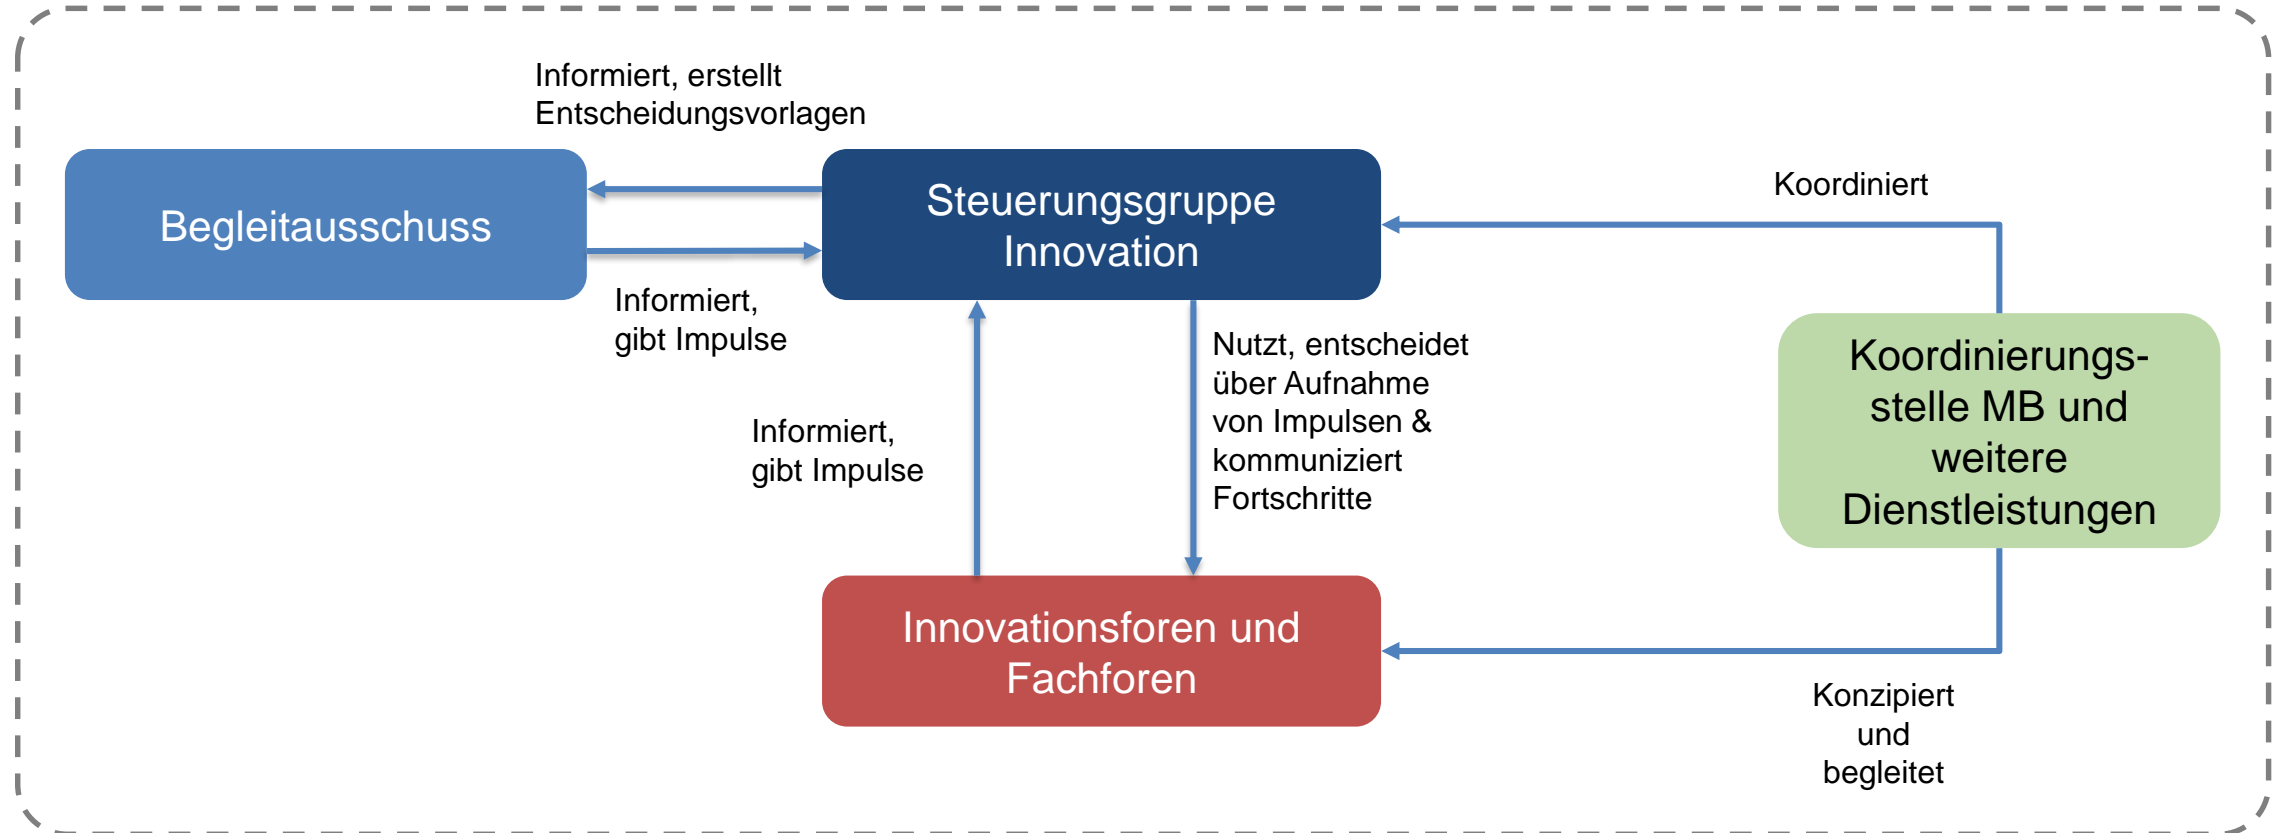 Informiert, erstellt
Entscheidungsvorlagen
Begleitausschuss
Steuerungsgruppe
Innovation
Koordiniert
Informiert,
gibt Impulse
Nutzt, entscheidet
über Aufnahme
von Impulsen &
kommuniziert
Fortschritte
Informiert,
gibt Impulse
Koordinierungs-
stelle MB und
weitere
Dienstleistungen
Innovationsforen und
Fachforen
Konzipiert
und
begleitet